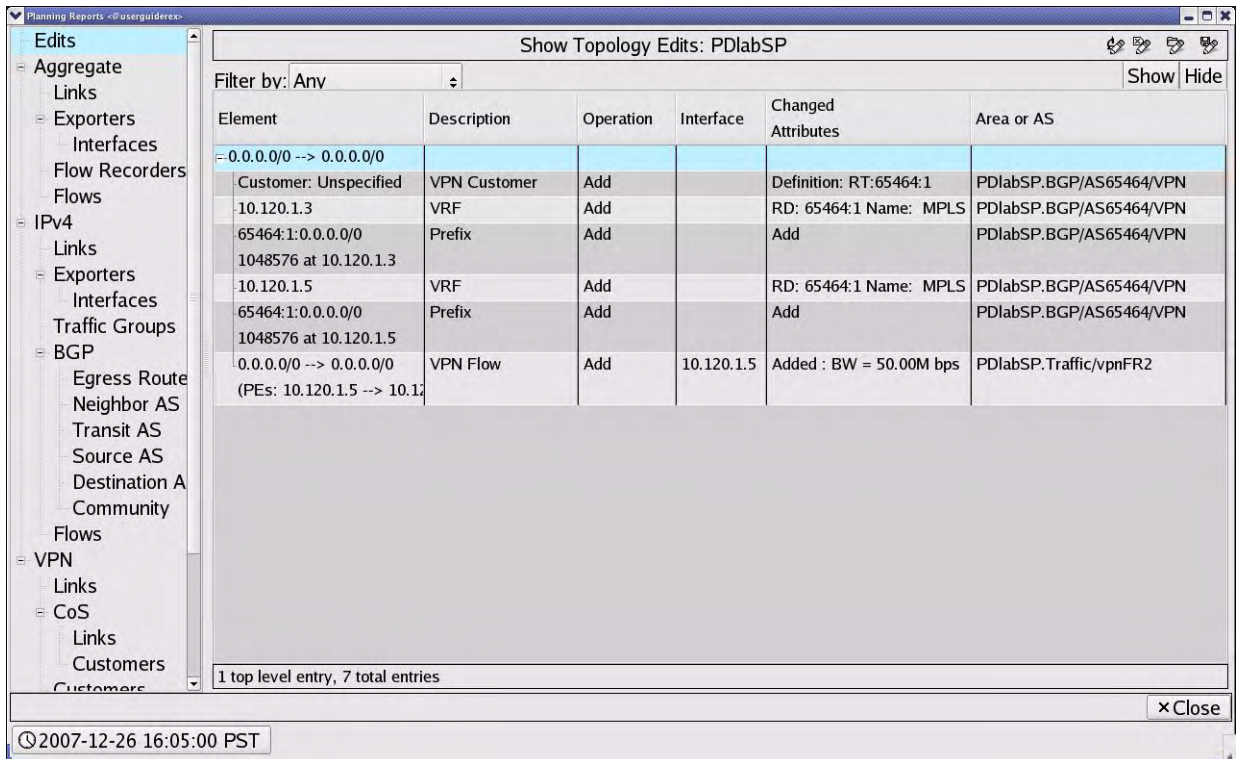 Planning Reports <@userguiderex>
Edits
Aggregate
Links
Exporters
Interfaces
Flow Recorders
Flows
IPv4
Links
Exporters
Interfaces
Traffic Groups
BGP
Egress Route
Neighbor AS
Transit AS
Source AS
Destination A
Community
Flows
VPN
Links
CoS
Links
Customers
Customers
Show Topology Edits: PDlabSP
Filter by: Any
Show Hide
Element Description Operation Interface Changed Attributes Area or AS
0.0.0.0/0 --> 0.0.0.0/0
Customer: Unspecified VPN Customer Add Definition: RT:65464:1 PDlabSP.BGP/AS65464/VPN
10.120.1.3 VRF Add RD: 65464:1 Name: MPLS PDlabSP.BGP/AS65464/VPN
65464:1:0.0.0.0/0 Prefix Add Add PDlabSP.BGP/AS65464/VPN
1048576 at 10.120.1.3
10.120.1.5 VRF Add RD: 65464:1 Name: MPLS PDlabSP.BGP/AS65464/VPN
65464:1:0.0.0.0/0 Prefix Add Add PDlabSP.BGP/AS65464/VPN
1048576 at 10.120.1.5
0.0.0.0/0 --> 0.0.0.0/0 VPN Flow Add 10.120.1.5 Added : BW = 50.00M bps PDlabSP.Traffic/vpnFR2
(PEs: 10.120.1.5 --> 10.12
1 top level entry, 7 total entries
×Close
2007-12-26 16:05:00 PST